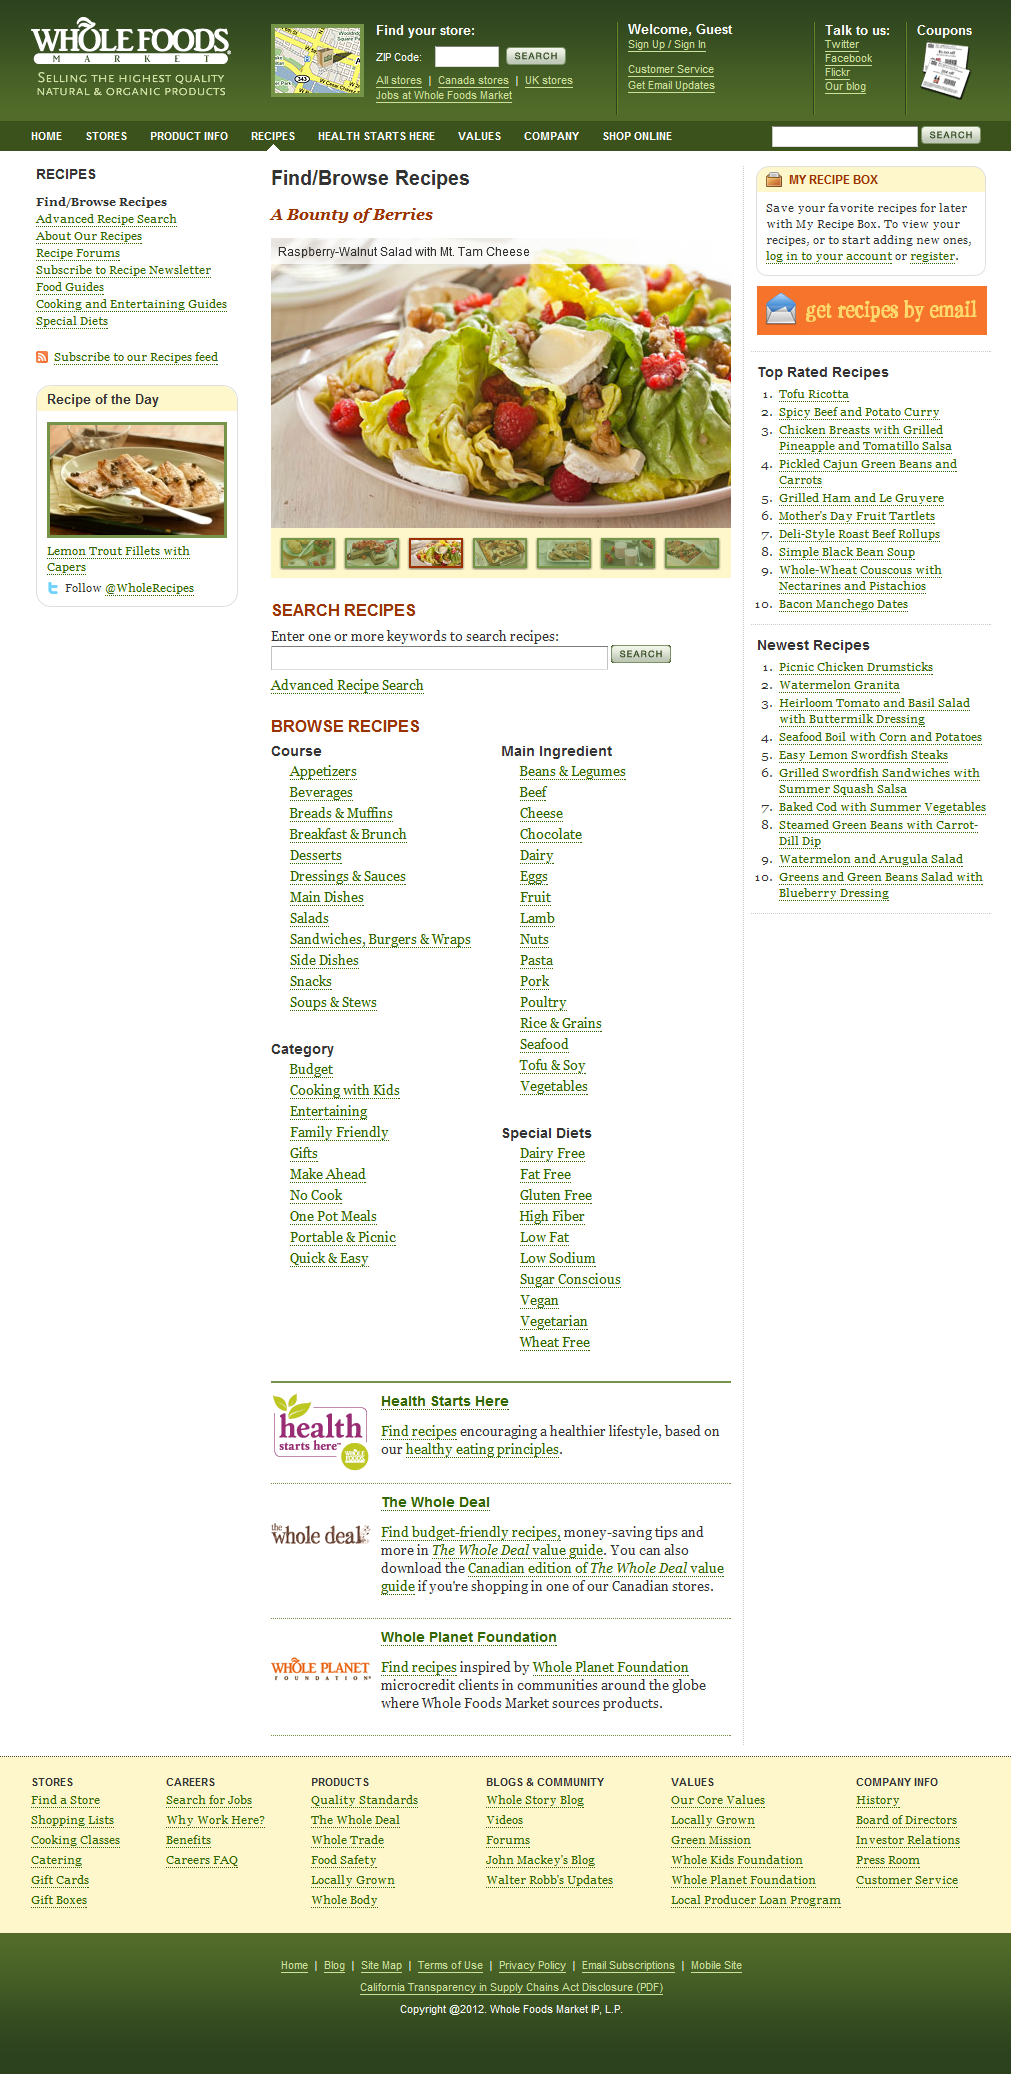 WHOLE FOODS
MARKET
SELLING THE HIGHEST QUALITY
NATURAL & ORGANIC PRODUCTS
Find your store:
ZIP Code: SEARCH
All stores | Canada stores | UK stores
Jobs at Whole Foods Market
Welcome, Guest
Sign Up / Sign In
Customer Service
Get Email Updates
Talk to us:
Twitter
Facebook
Flickr
Our blog
Coupons
HOME STORES PRODUCT INFO RECIPES HEALTH STARTS HERE VALUES COMPANY SHOP ONLINE SEARCH
RECIPES
Find/Browse Recipes
Advanced Recipe Search
About Our Recipes
Recipe Forums
Subscribe to Recipe Newsletter
Food Guides
Cooking and Entertaining Guides
Special Diets
Subscribe to our Recipes feed
Recipe of the Day
Lemon Trout Fillets with
Capers
Follow @WholeRecipes
Find/Browse Recipes
A Bounty of Berries
Raspberry-Walnut Salad with Mt. Tam Cheese
SEARCH RECIPES
Enter one or more keywords to search recipes:
SEARCH
Advanced Recipe Search
BROWSE RECIPES
Course
Appetizers
Beverages
Breads & Muffins
Breakfast & Brunch
Desserts
Dressings & Sauces
Main Dishes
Salads
Sandwiches, Burgers & Wraps
Side Dishes
Snacks
Soups & Stews
Category
Budget
Cooking with Kids
Entertaining
Family Friendly
Gifts
Make Ahead
No Cook
One Pot Meals
Portable & Picnic
Quick & Easy
Main Ingredient
Beans & Legumes
Beef
Cheese
Chocolate
Dairy
Eggs
Fruit
Lamb
Nuts
Pasta
Pork
Poultry
Rice & Grains
Seafood
Tofu & Soy
Vegetables
Special Diets
Dairy Free
Fat Free
Gluten Free
High Fiber
Low Fat
Low Sodium
Sugar Conscious
Vegan
Vegetarian
Wheat Free
health
starts here™
WHOLE FOODS
Health Starts Here
Find recipes encouraging a healthier lifestyle, based on
our healthy eating principles.
the whole deal
The Whole Deal
Find budget-friendly recipes, money-saving tips and
more in The Whole Deal value guide. You can also
download the Canadian edition of The Whole Deal value
guide if you're shopping in one of our Canadian stores.
WHOLE PLANET
FOUNDATION
Whole Planet Foundation
Find recipes inspired by Whole Planet Foundation
microcredit clients in communities around the globe
where Whole Foods Market sources products.
MY RECIPE BOX
Save your favorite recipes for later
with My Recipe Box. To view your
recipes, or to start adding new ones,
log in to your account or register.
get recipes by email
Top Rated Recipes
1. Tofu Ricotta
2. Spicy Beef and Potato Curry
3. Chicken Breasts with Grilled
Pineapple and Tomatillo Salsa
4. Pickled Cajun Green Beans and
Carrots
5. Grilled Ham and Le Gruyere
6. Mother's Day Fruit Tartlets
7. Deli-Style Roast Beef Rollups
8. Simple Black Bean Soup
9. Whole-Wheat Couscous with
Nectarines and Pistachios
10. Bacon Manchego Dates
Newest Recipes
1. Picnic Chicken Drumsticks
2. Watermelon Granita
3. Heirloom Tomato and Basil Salad
with Buttermilk Dressing
4. Seafood Boil with Corn and Potatoes
5. Easy Lemon Swordfish Steaks
6. Grilled Swordfish Sandwiches with
Summer Squash Salsa
7. Baked Cod with Summer Vegetables
8. Steamed Green Beans with Carrot-
Dill Dip
9. Watermelon and Arugula Salad
10. Greens and Green Beans Salad with
Blueberry Dressing
STORES
Find a Store
Shopping Lists
Cooking Classes
Catering
Gift Cards
Gift Boxes
CAREERS
Search for Jobs
Why Work Here?
Benefits
Careers FAQ
PRODUCTS
Quality Standards
The Whole Deal
Whole Trade
Food Safety
Locally Grown
Whole Body
BLOGS & COMMUNITY
Whole Story Blog
Videos
Forums
John Mackey's Blog
Walter Robb's Updates
VALUES
Our Core Values
Locally Grown
Green Mission
Whole Kids Foundation
Whole Planet Foundation
Local Producer Loan Program
COMPANY INFO
History
Board of Directors
Investor Relations
Press Room
Customer Service
Home | Blog | Site Map | Terms of Use | Privacy Policy | Email Subscriptions | Mobile Site
California Transparency in Supply Chains Act Disclosure (PDF)
Copyright @2012. Whole Foods Market IP, L.P.